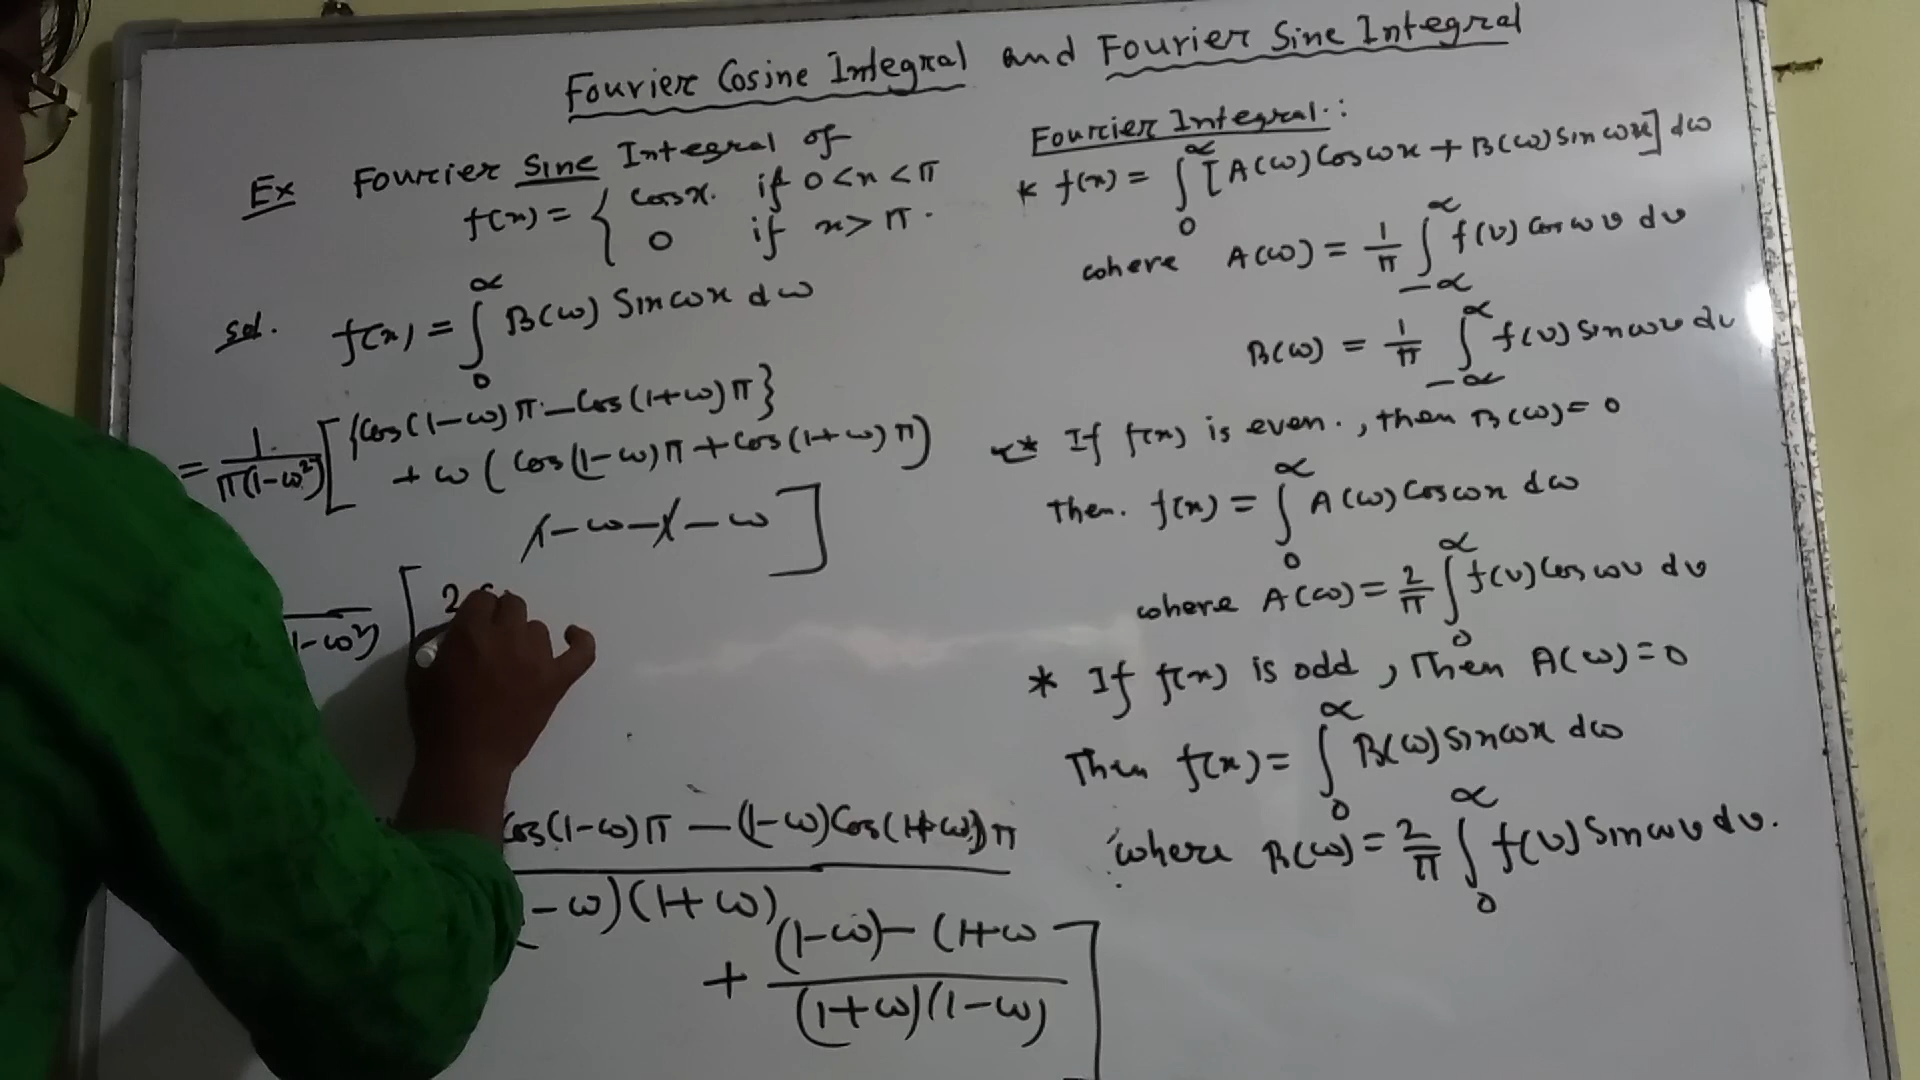 Fourier Cosine Integral and Fourier Sine Integral
Ex Fourier Sine Integral of
f(x) = { cosx. if 0<x<π
0 if x>π.
Sol. f(x) = ∫₀^∝ B(ω) Sinωx dω
= 1/π(1-ω²) [ {Cos(1-ω)π - Cos(1+ω)π}
+ ω ( Cos(1-ω)π + Cos(1+ω)π )
1-ω-1-ω ]
1-ω²) [ 2
Cos(1-ω)π - (1-ω)Cos(1+ω)π
-ω)(1+ω)
+ (1-ω)-(1+ω / (1+ω)(1-ω) ]
Fourier Integral :
* f(x) = ∫₀^∝ [A(ω)Cosωx + B(ω)Sinωx] dω
where A(ω) = 1/π ∫₋∝^∝ f(v) Cosωv dv
B(ω) = 1/π ∫₋∝^∝ f(v) Sinωv dv
* If f(x) is even., then B(ω)=0
Then. f(x) = ∫₀^∝ A(ω)Cosωx dω
where A(ω) = 2/π ∫₀^∝ f(v)Cosωv dv
* If f(x) is odd, Then A(ω)=0
Then f(x) = ∫₀^∝ B(ω)sinωx dω
where B(ω) = 2/π ∫₀^∝ f(v)Sinωv dv.